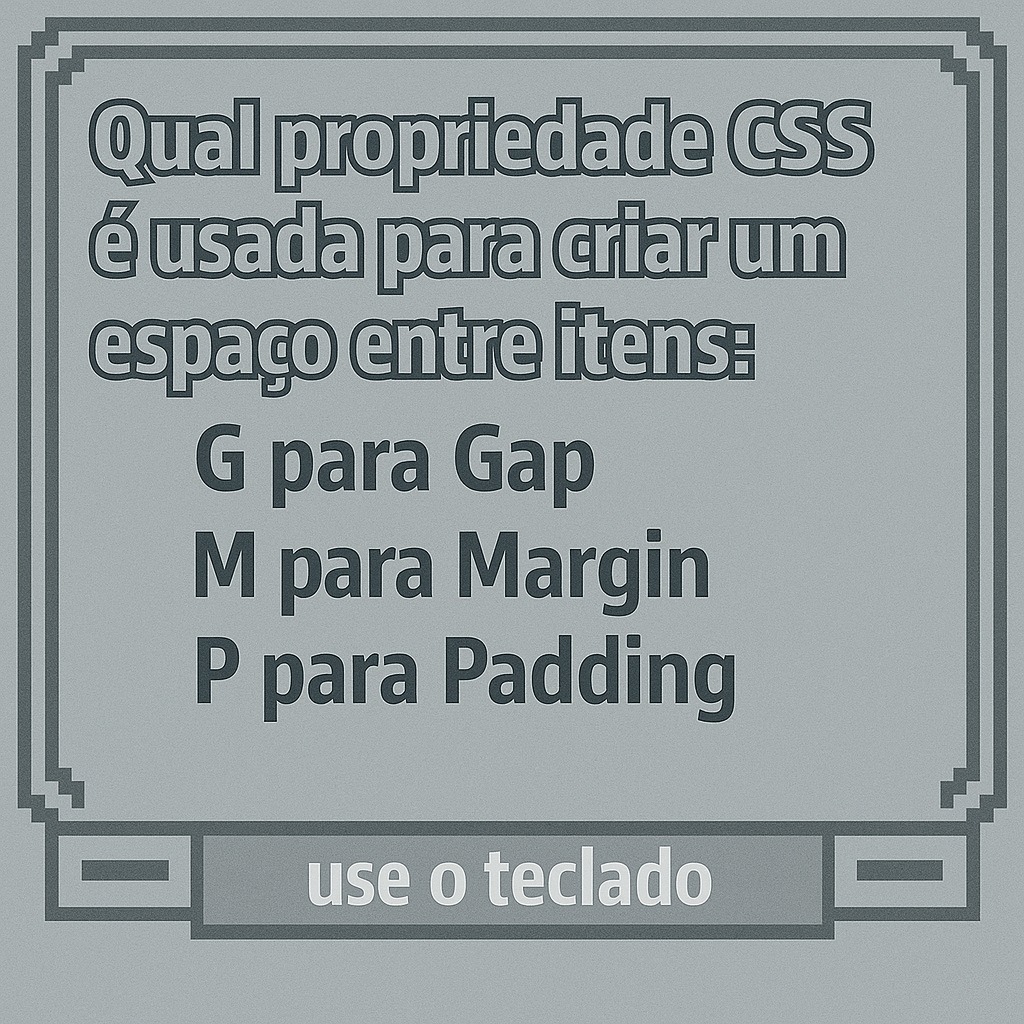 Qual propriedade CSS
é usada para criar um
espaço entre itens:
G para Gap
M para Margin
P para Padding
use o teclado